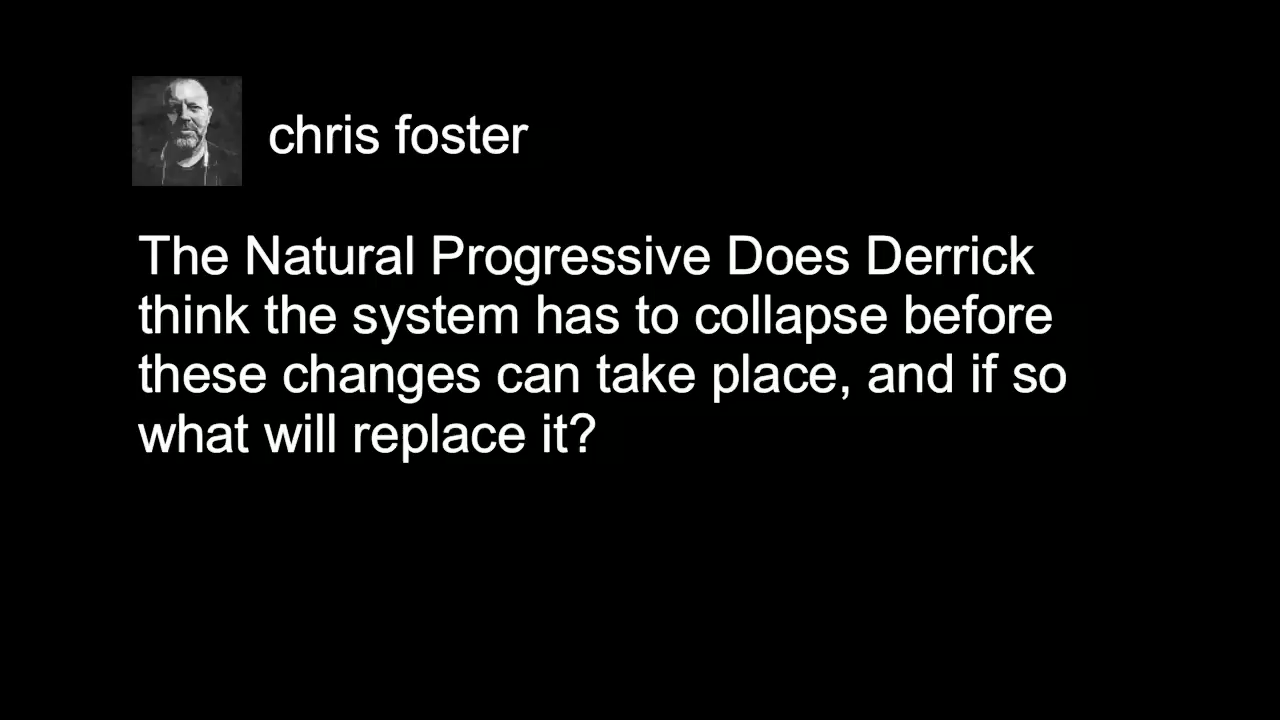 chris foster
The Natural Progressive Does Derrick
think the system has to collapse before
these changes can take place, and if so
what will replace it?